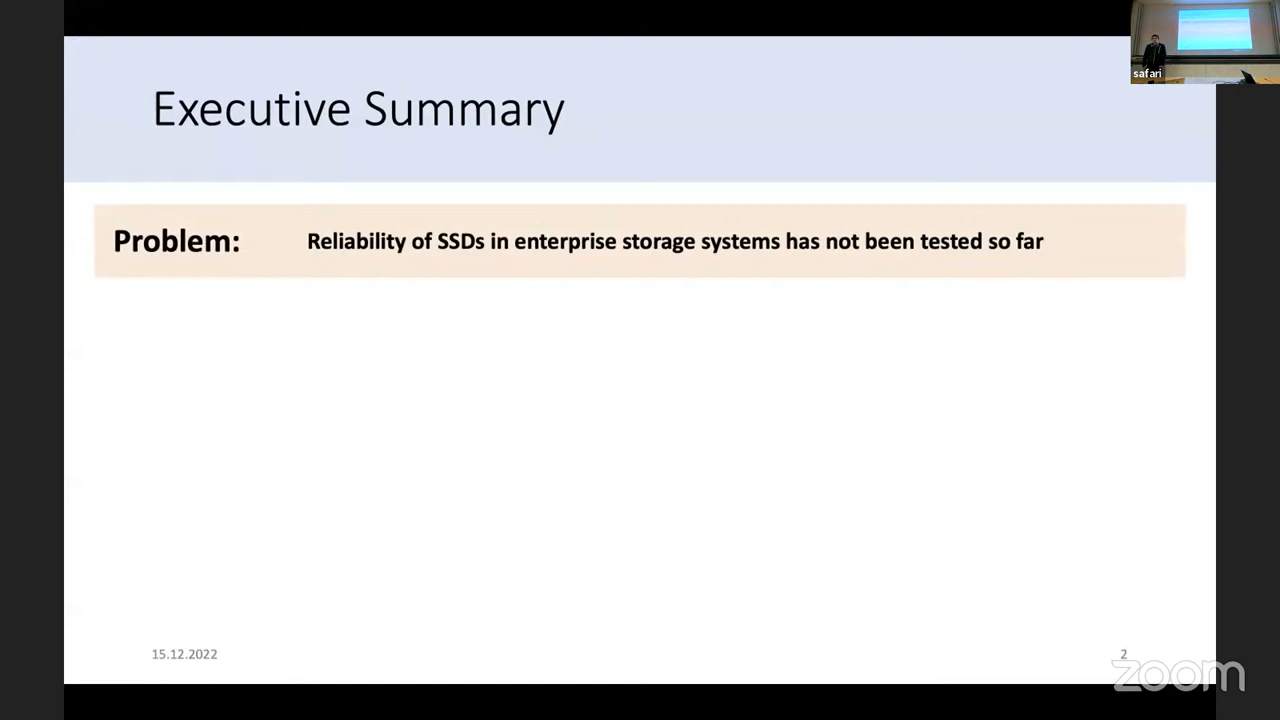 Executive Summary
safari
Problem: Reliability of SSDs in enterprise storage systems has not been tested so far
15.12.2022
2
zoom